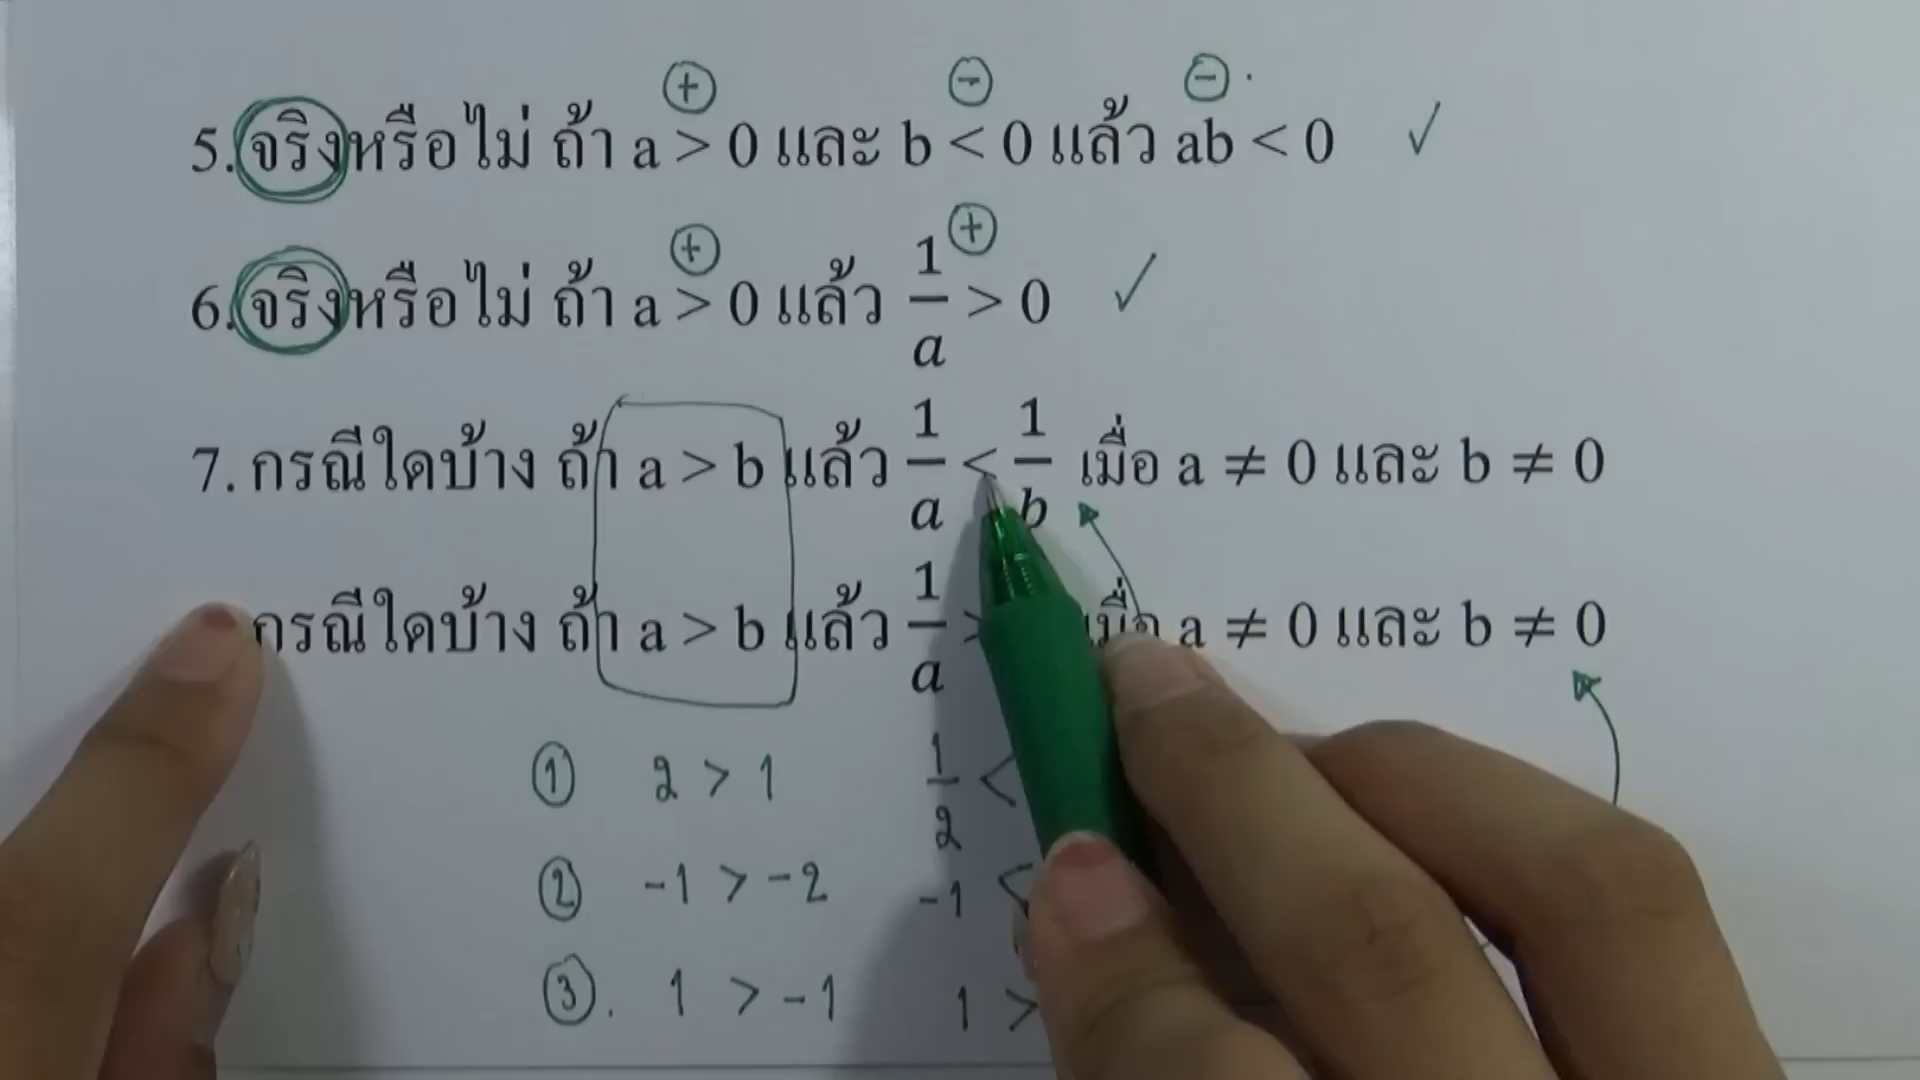 ⊕ ⊖ ⊖
5. จริงหรือไม่ ถ้า a > 0 และ b < 0 แล้ว ab < 0 ✓
⊕ ⊕
6. จริงหรือไม่ ถ้า a > 0 แล้ว 1/a > 0 ✓
7. กรณีใดบ้าง ถ้า a > b แล้ว 1/a < 1/b เมื่อ a ≠ 0 และ b ≠ 0
กรณีใดบ้าง ถ้า a > b แล้ว 1/a > เมื่อ a ≠ 0 และ b ≠ 0
① 2 > 1 1/2 <
② -1 > -2 -1 <
③. 1 > -1 1 >